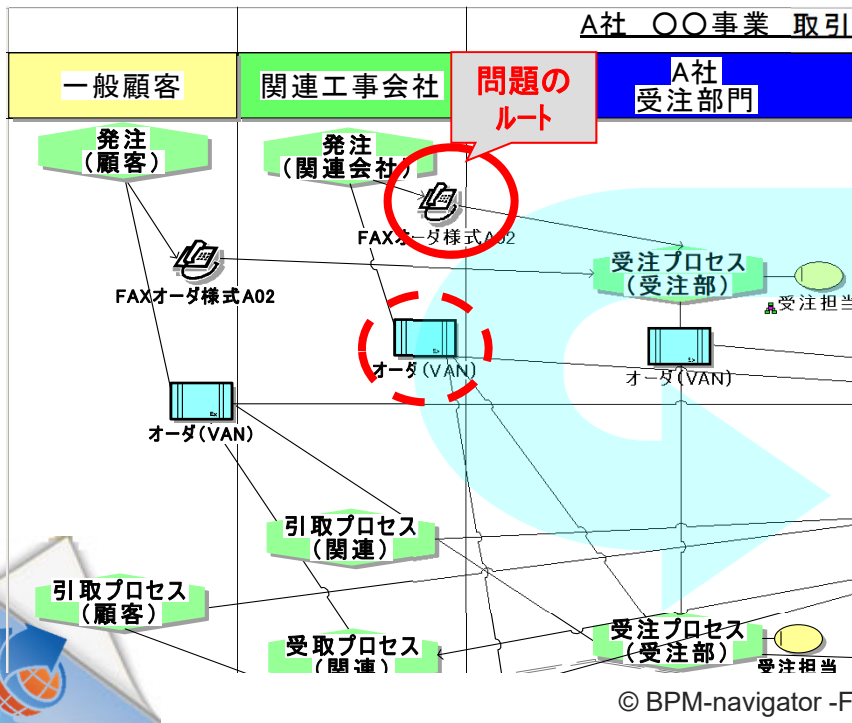 A社 〇〇事業 取引
一般顧客
関連工事会社
問題の
ルート
A社
受注部門
発注
(顧客)
発注
(関連会社)
FAXオーダ様式A02
FAXオーダ様式A02
受注プロセス
(受注部)
受注担当
オーダ(VAN)
オーダ(VAN)
オーダ(VAN)
引取プロセス
(関連)
引取プロセス
(顧客)
受取プロセス
(関連)
受注プロセス
(受注部)
受注担当
© BPM-navigator -F